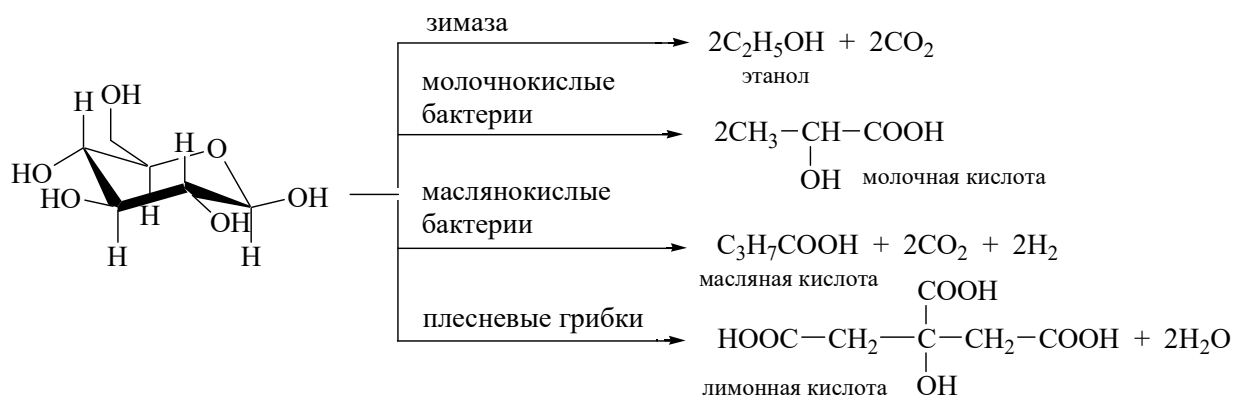 зимаза
2C₂H₅OH + 2CO₂
этанол
молочнокислые
бактерии
2CH₃—CH—COOH
OH
молочная кислота
H
OH
H
O
HO
HO
H
OH
OH
H
H
маслянокислые
бактерии
C₃H₇COOH + 2CO₂ + 2H₂
масляная кислота
плесневые грибки
COOH
HOOC—CH₂—C—CH₂—COOH + 2H₂O
OH
лимонная кислота